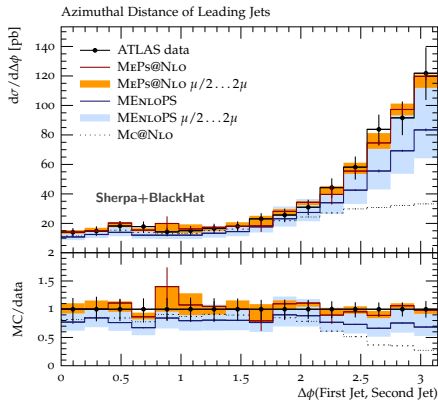 Azimuthal Distance of Leading Jets
dσ/dΔϕ [pb]
140
120
100
80
60
40
20
2
ATLAS data
MEPS@NLO
MEPS@NLO μ/2...2μ
MENLOPS
MENLOPS μ/2...2μ
MC@NLO
Sherpa+BlackHat
MC/data
1.5
1
0.5
0
0 0.5 1 1.5 2 2.5 3
Δϕ(First Jet, Second Jet)